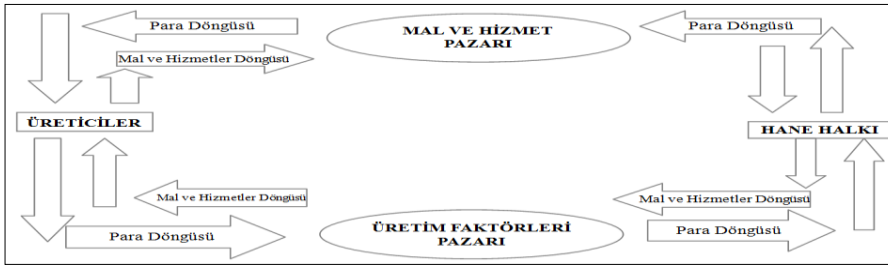 Para Döngüsü
MAL VE HİZMET
PAZARI
Para Döngüsü
Mal ve Hizmetler Döngüsü
ÜRETİCİLER
HANE HALKI
Mal ve Hizmetler Döngüsü
Mal ve Hizmetler Döngüsü
Para Döngüsü
ÜRETİM FAKTÖRLERİ
PAZARI
Para Döngüsü